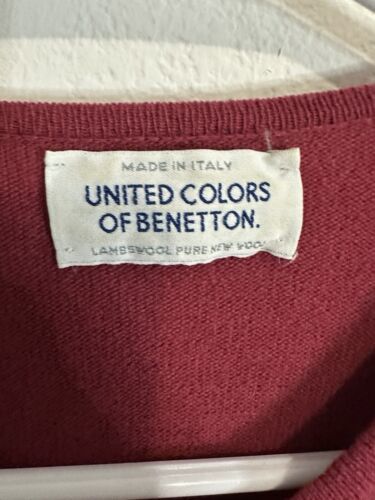 MADE IN ITALY
UNITED COLORS
OF BENETTON.
LAMBSWOOL PURE NEW WOOL